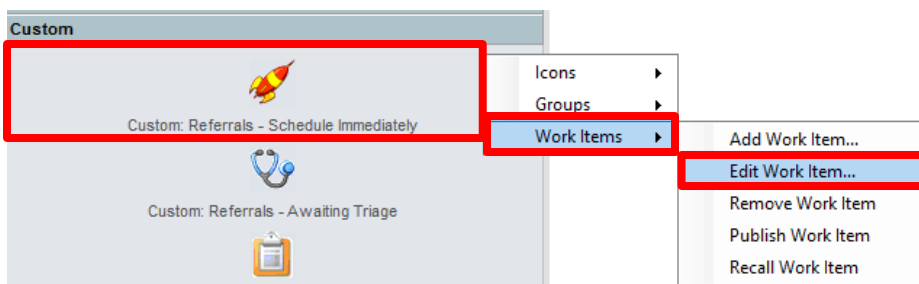 Custom
Custom: Referrals - Schedule Immediately
Custom: Referrals - Awaiting Triage
Icons
Groups
Work Items
Add Work Item...
Edit Work Item...
Remove Work Item
Publish Work Item
Recall Work Item